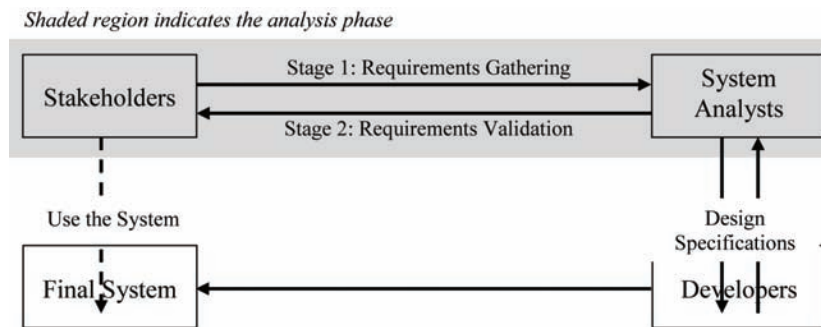 Shaded region indicates the analysis phase
Stage 1: Requirements Gathering
Stakeholders
System
Analysts
Stage 2: Requirements Validation
Use the System
Design
Specifications
Final System
Developers